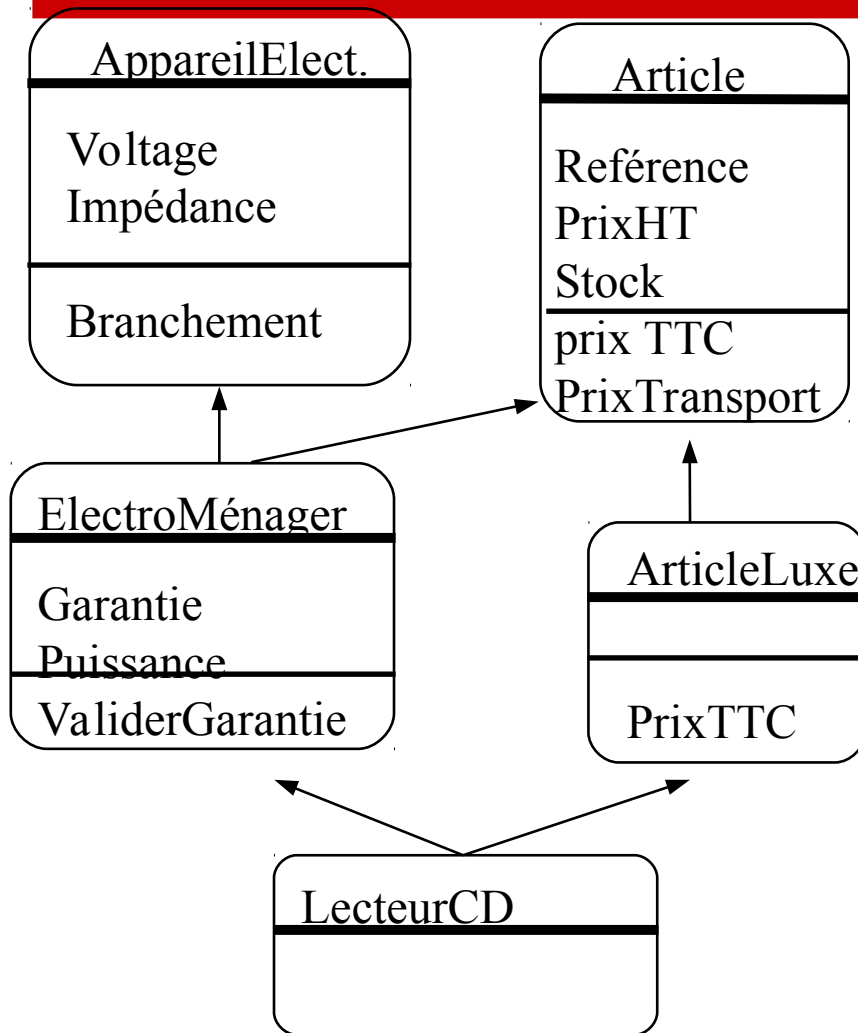 AppareilElect.
Voltage
Impédance
Branchement
Article
Reférence
PrixHT
Stock
prix TTC
PrixTransport
ElectroMénager
Garantie
Puissance
ValiderGarantie
ArticleLuxe
PrixTTC
LecteurCD